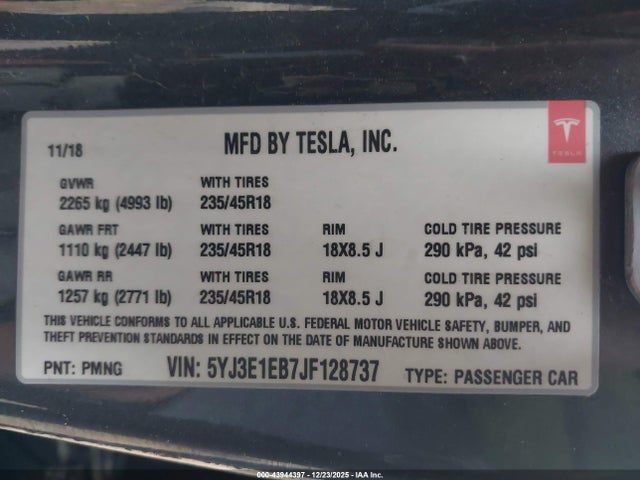 11/18 MFD BY TESLA, INC. TESLA
GVWR WITH TIRES
2265 kg (4993 lb) 235/45R18
GAWR FRT WITH TIRES RIM COLD TIRE PRESSURE
1110 kg (2447 lb) 235/45R18 18X8.5 J 290 kPa, 42 psi
GAWR RR WITH TIRES RIM COLD TIRE PRESSURE
1257 kg (2771 lb) 235/45R18 18X8.5 J 290 kPa, 42 psi
THIS VEHICLE CONFORMS TO ALL APPLICABLE U.S. FEDERAL MOTOR VEHICLE SAFETY, BUMPER, AND
THEFT PREVENTION STANDARDS IN EFFECT ON THE DATE OF MANUFACTURE SHOWN ABOVE.
PNT: PMNG VIN: 5YJ3E1EB7JF128737 TYPE: PASSENGER CAR
Stock: 43944397 - 12/23/2025 - IAA Inc.